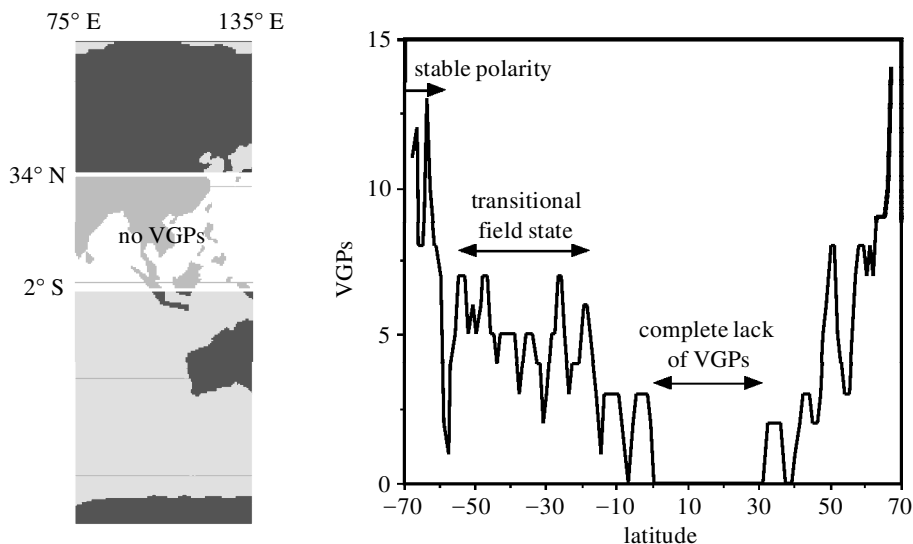 75° E
135° E
34° N
no VGPs
2° S
15
10
5
0
VGPs
stable polarity
transitional
field state
complete lack
of VGPs
−70
−50
−30
−10
10
30
50
70
latitude